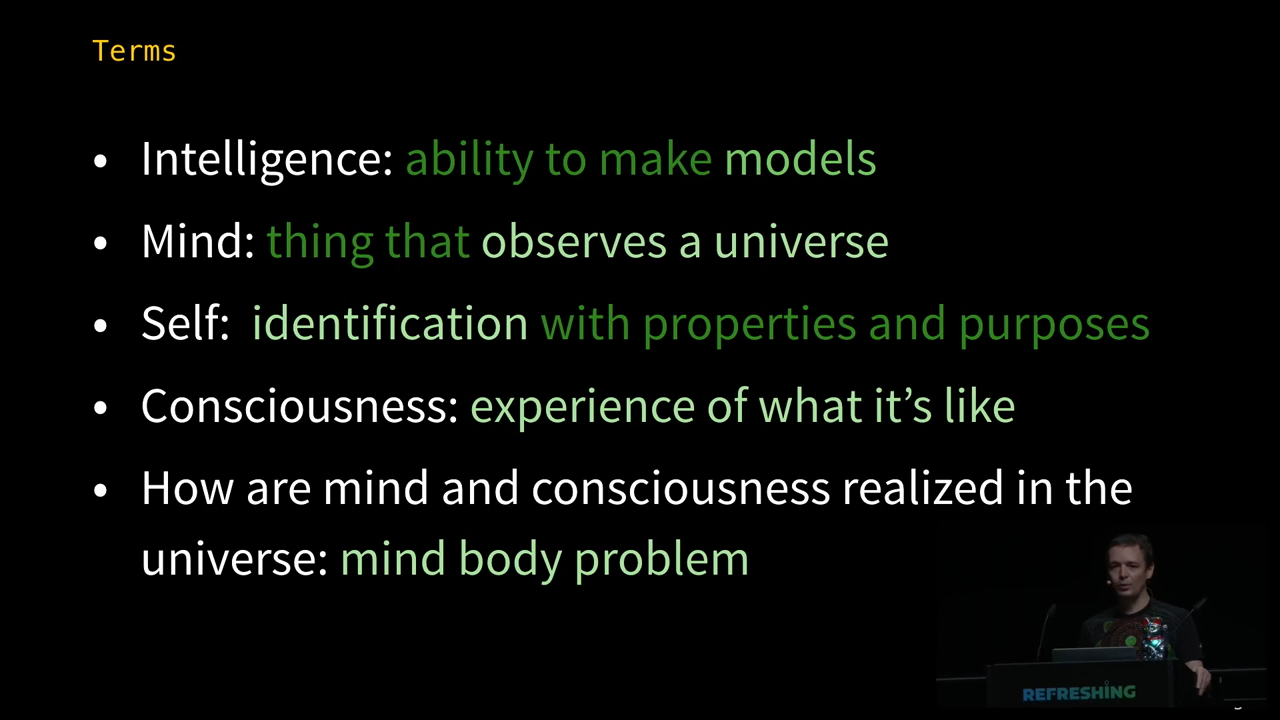 Terms
• Intelligence: ability to make models
• Mind: thing that observes a universe
• Self: identification with properties and purposes
• Consciousness: experience of what it’s like
• How are mind and consciousness realized in the
universe: mind body problem
REFRESHING